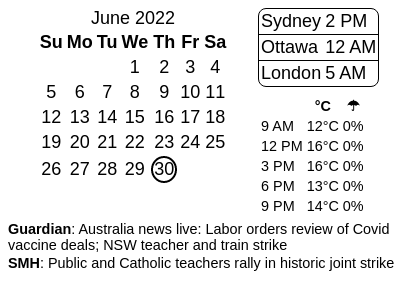 June 2022
Su Mo Tu We Th Fr Sa
1 2 3 4
5 6 7 8 9 10 11
12 13 14 15 16 17 18
19 20 21 22 23 24 25
26 27 28 29 30
Sydney 2 PM
Ottawa 12 AM
London 5 AM
°C ☂
9 AM 12°C 0%
12 PM 16°C 0%
3 PM 16°C 0%
6 PM 13°C 0%
9 PM 14°C 0%
Guardian: Australia news live: Labor orders review of Covid
vaccine deals; NSW teacher and train strike
SMH: Public and Catholic teachers rally in historic joint strike